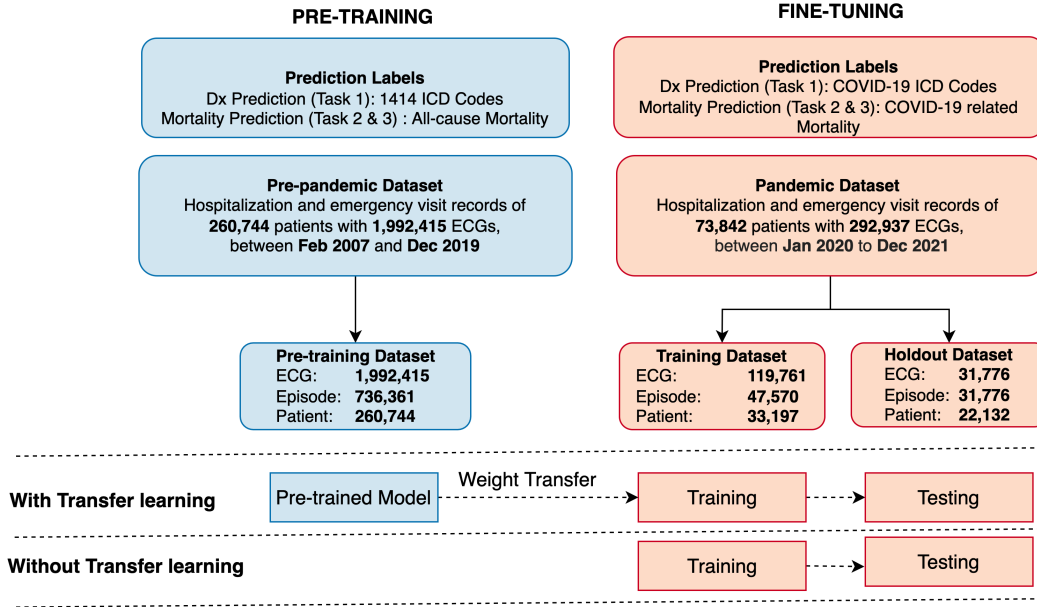 PRE-TRAINING
Prediction Labels
Dx Prediction (Task 1): 1414 ICD Codes
Mortality Prediction (Task 2 & 3) : All-cause Mortality
Pre-pandemic Dataset
Hospitalization and emergency visit records of
260,744 patients with 1,992,415 ECGs,
between Feb 2007 and Dec 2019
Pre-training Dataset
ECG: 1,992,415
Episode: 736,361
Patient: 260,744
FINE-TUNING
Prediction Labels
Dx Prediction (Task 1): COVID-19 ICD Codes
Mortality Prediction (Task 2 & 3): COVID-19 related
Mortality
Pandemic Dataset
Hospitalization and emergency visit records of
73,842 patients with 292,937 ECGs,
between Jan 2020 to Dec 2021
Training Dataset
ECG: 119,761
Episode: 47,570
Patient: 33,197
Holdout Dataset
ECG: 31,776
Episode: 31,776
Patient: 22,132
With Transfer learning
Pre-trained Model
Weight Transfer
Training
Testing
Without Transfer learning
Training
Testing